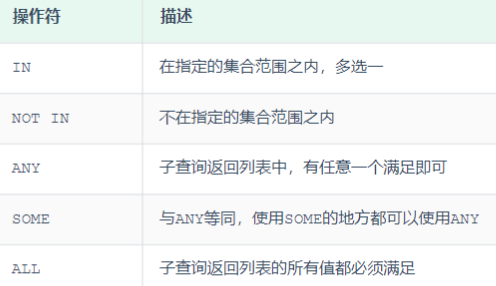 操作符 描述
IN 在指定的集合范围之内，多选一
NOT IN 不在指定的集合范围之内
ANY 子查询返回列表中，有任意一个满足即可
SOME 与ANY等同，使用SOME的地方都可以使用ANY
ALL 子查询返回列表的所有值都必须满足